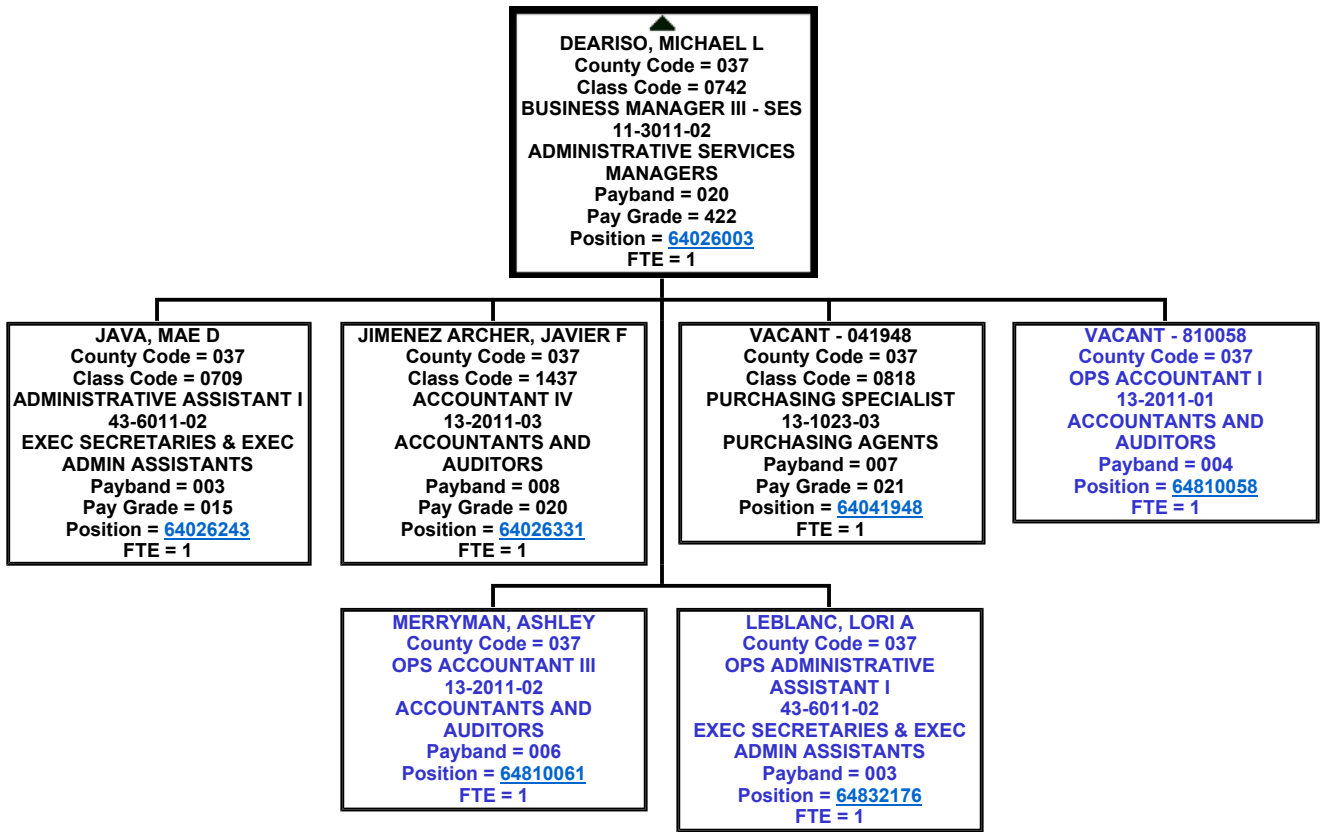 DEARISO, MICHAEL L
County Code = 037
Class Code = 0742
BUSINESS MANAGER III - SES
11-3011-02
ADMINISTRATIVE SERVICES
MANAGERS
Payband = 020
Pay Grade = 422
Position = 64026003
FTE = 1
JAVA, MAE D
County Code = 037
Class Code = 0709
ADMINISTRATIVE ASSISTANT I
43-6011-02
EXEC SECRETARIES & EXEC
ADMIN ASSISTANTS
Payband = 003
Pay Grade = 015
Position = 64026243
FTE = 1
JIMENEZ ARCHER, JAVIER F
County Code = 037
Class Code = 1437
ACCOUNTANT IV
13-2011-03
ACCOUNTANTS AND
AUDITORS
Payband = 008
Pay Grade = 020
Position = 64026331
FTE = 1
VACANT - 041948
County Code = 037
Class Code = 0818
PURCHASING SPECIALIST
13-1023-03
PURCHASING AGENTS
Payband = 007
Pay Grade = 021
Position = 64041948
FTE = 1
VACANT - 810058
County Code = 037
OPS ACCOUNTANT I
13-2011-01
ACCOUNTANTS AND
AUDITORS
Payband = 004
Position = 64810058
FTE = 1
MERRYMAN, ASHLEY
County Code = 037
OPS ACCOUNTANT III
13-2011-02
ACCOUNTANTS AND
AUDITORS
Payband = 006
Position = 64810061
FTE = 1
LEBLANC, LORI A
County Code = 037
OPS ADMINISTRATIVE
ASSISTANT I
43-6011-02
EXEC SECRETARIES & EXEC
ADMIN ASSISTANTS
Payband = 003
Position = 64832176
FTE = 1